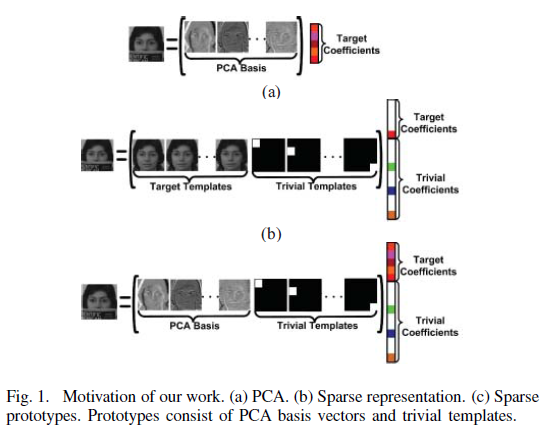 Target
Coefficients
PCA Basis
(a)
Target
Coefficients
Trivial
Coefficients
Target Templates
Trivial Templates
(b)
Target
Coefficients
Trivial
Coefficients
PCA Basis
Trivial Templates
Fig. 1. Motivation of our work. (a) PCA. (b) Sparse representation. (c) Sparse
prototypes. Prototypes consist of PCA basis vectors and trivial templates.